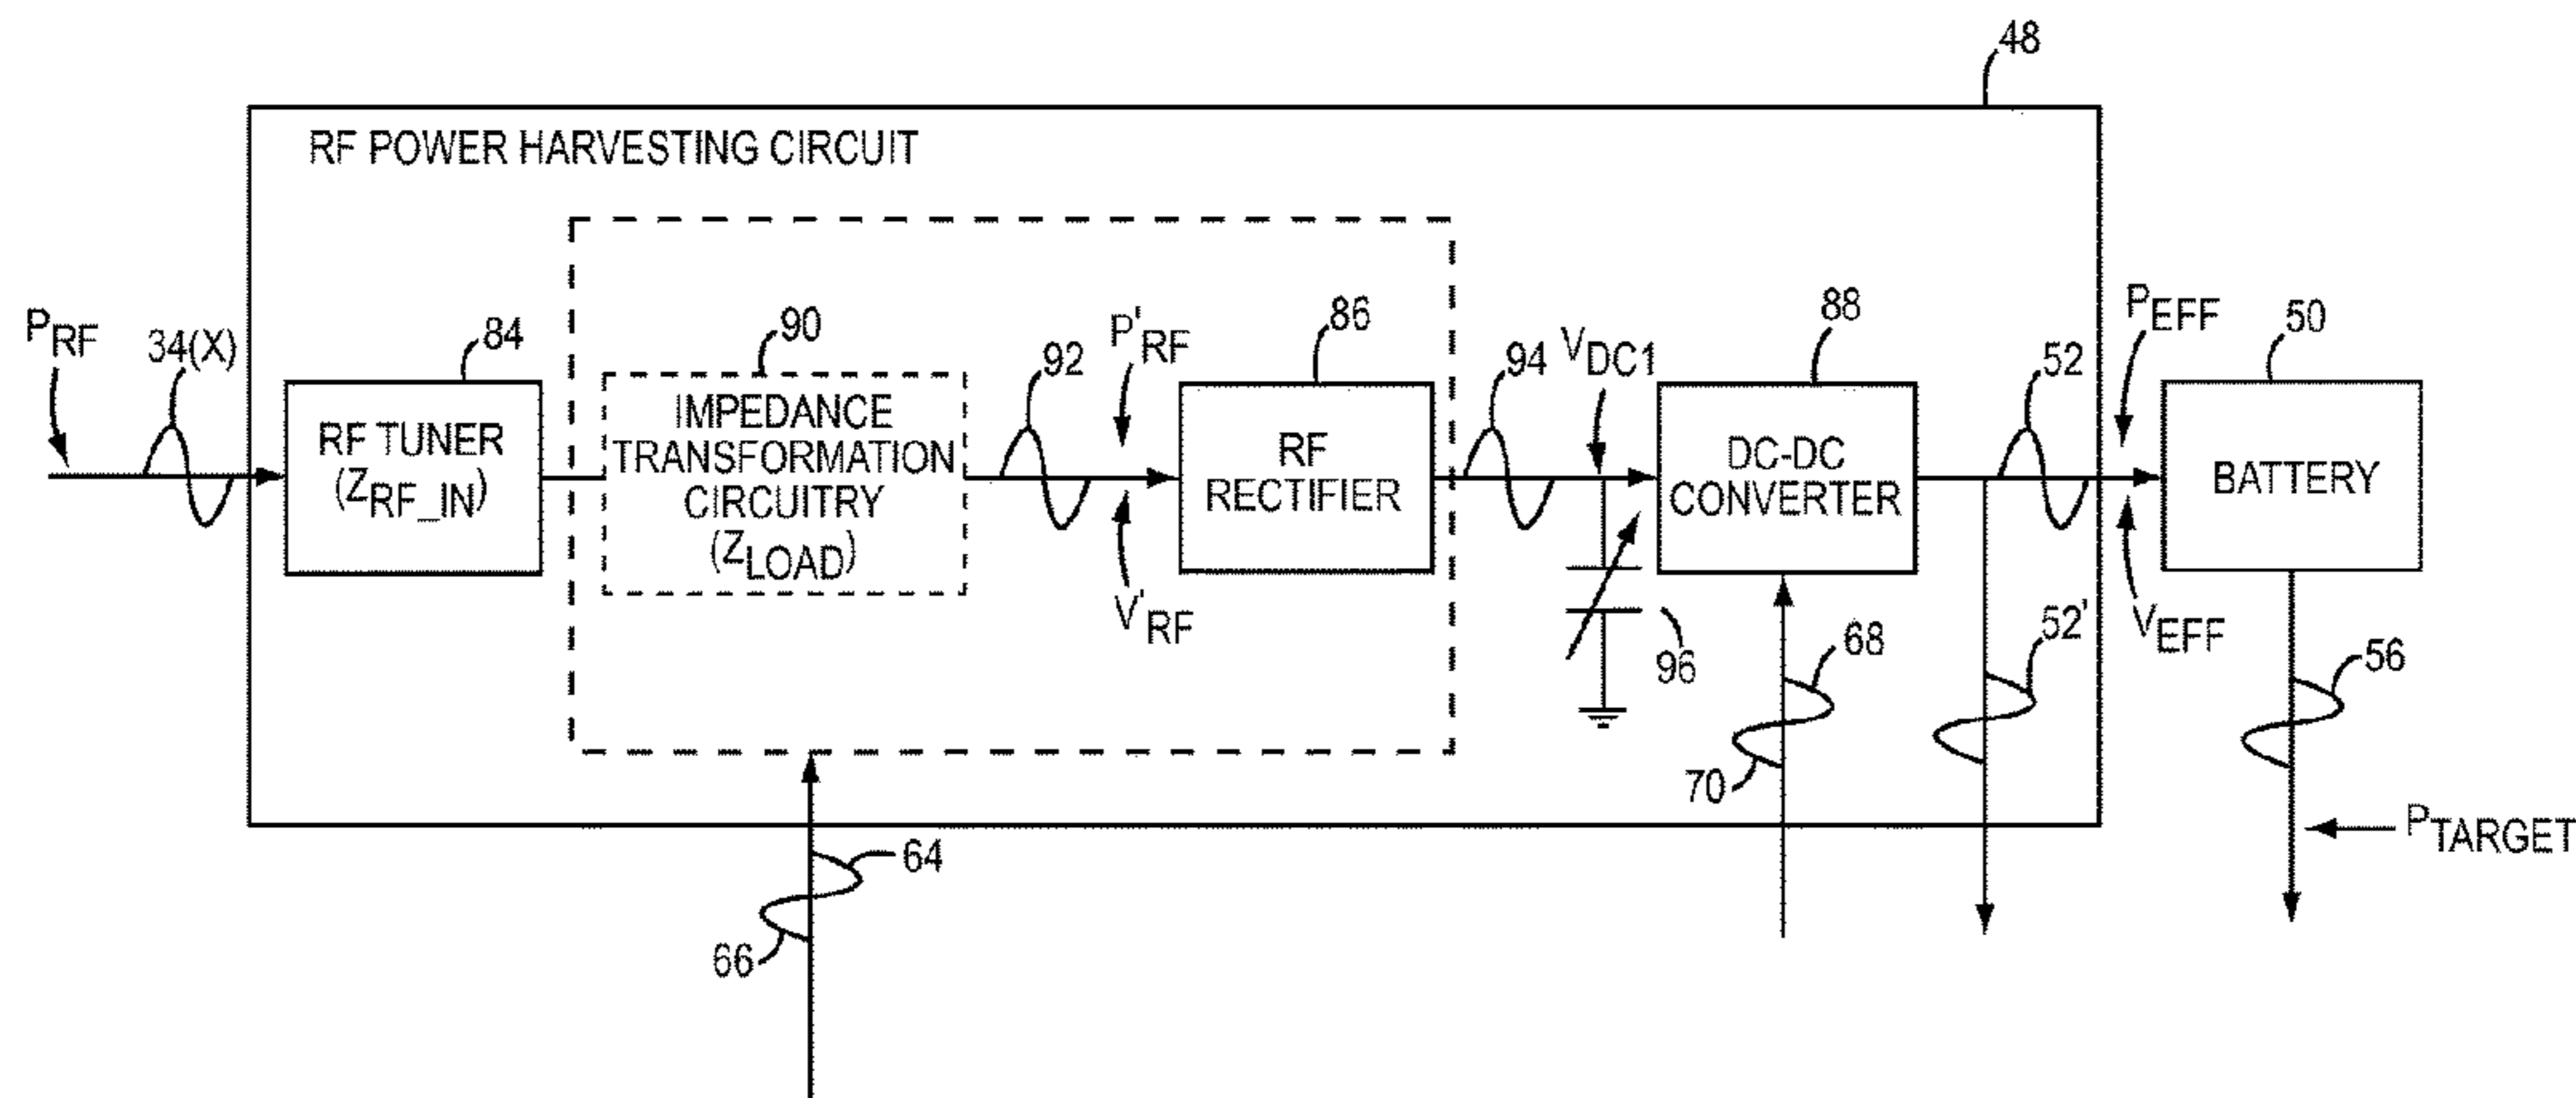 48
RF POWER HARVESTING CIRCUIT
PRF
34(X)
84
RF TUNER
(ZRF_IN)
90
IMPEDANCE
TRANSFORMATION
CIRCUITRY
(ZLOAD)
92
P'RF
V'RF
86
RF
RECTIFIER
94
VDC1
96
88
DC-DC
CONVERTER
52
PEFF
VEFF
50
BATTERY
68
70
52'
56
PTARGET
64
66